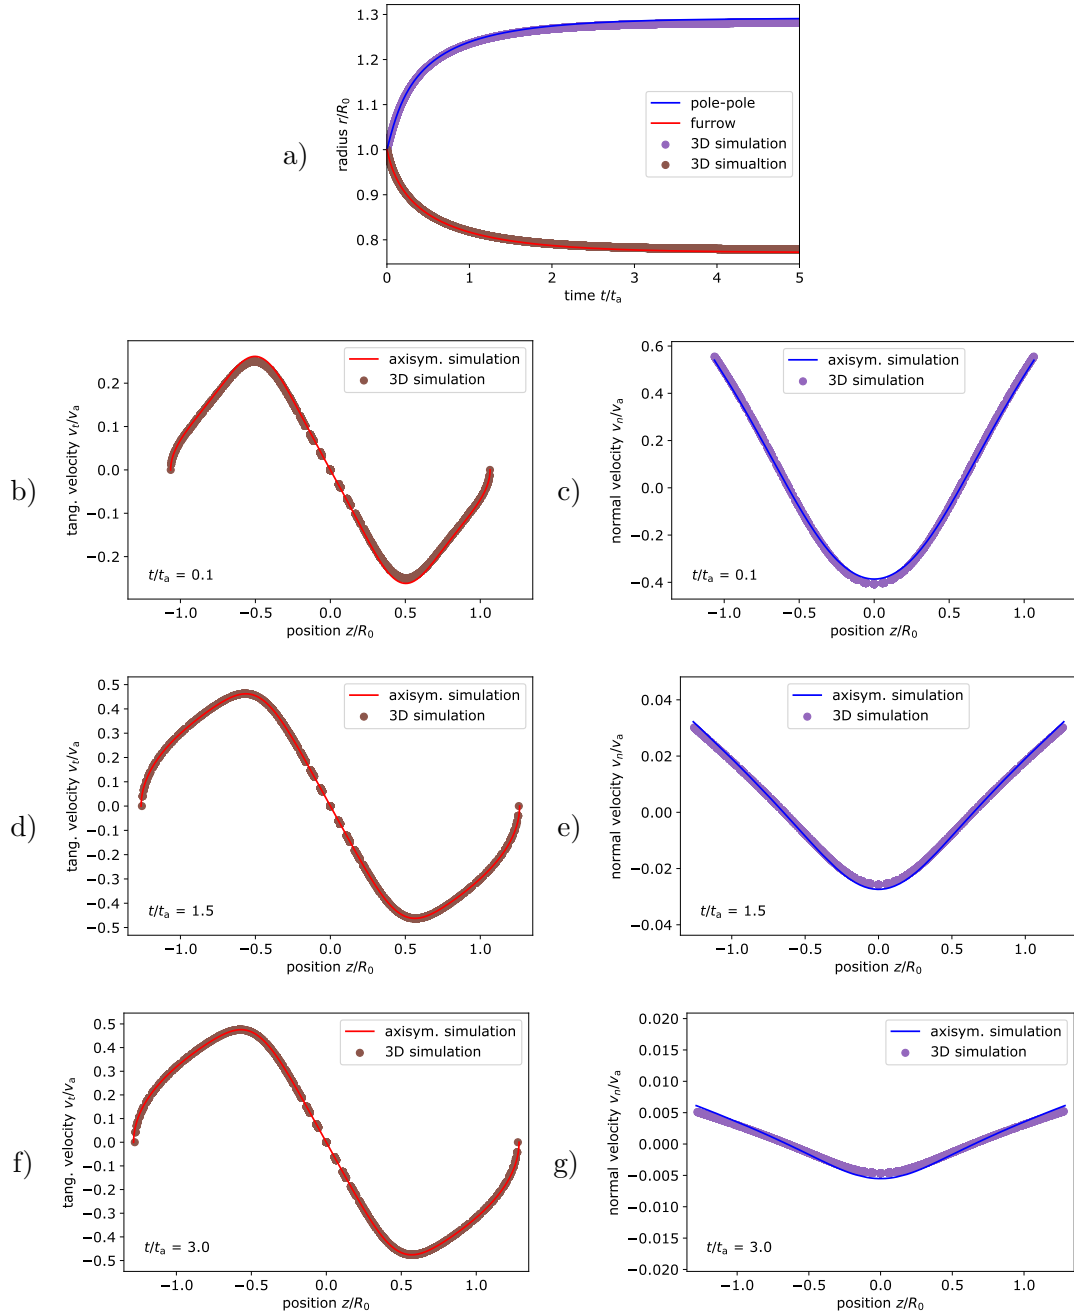 a)
1.3
1.2
1.1
1.0
0.9
0.8
radius r/R₀
pole-pole
furrow
3D simulation
3D simualtion
0 1 2 3 4 5
time t/tₐ
b)
0.2
0.1
0.0
−0.1
−0.2
tang. velocity vₜ/vₐ
axisym. simulation
3D simulation
t/tₐ = 0.1
−1.0 −0.5 0.0 0.5 1.0
position z/R₀
c)
0.6
0.4
0.2
0.0
−0.2
−0.4
normal velocity vₙ/vₐ
axisym. simulation
3D simulation
t/tₐ = 0.1
−1.0 −0.5 0.0 0.5 1.0
position z/R₀
d)
0.5
0.4
0.3
0.2
0.1
0.0
−0.1
−0.2
−0.3
−0.4
−0.5
tang. velocity vₜ/vₐ
axisym. simulation
3D simulation
t/tₐ = 1.5
−1.0 −0.5 0.0 0.5 1.0
position z/R₀
e)
0.04
0.02
0.00
−0.02
−0.04
normal velocity vₙ/vₐ
axisym. simulation
3D simulation
t/tₐ = 1.5
−1.0 −0.5 0.0 0.5 1.0
position z/R₀
f)
0.5
0.4
0.3
0.2
0.1
0.0
−0.1
−0.2
−0.3
−0.4
−0.5
tang. velocity vₜ/vₐ
axisym. simulation
3D simulation
t/tₐ = 3.0
−1.0 −0.5 0.0 0.5 1.0
position z/R₀
g)
0.020
0.015
0.010
0.005
0.000
−0.005
−0.010
−0.015
−0.020
normal velocity vₙ/vₐ
axisym. simulation
3D simulation
t/tₐ = 3.0
−1.0 −0.5 0.0 0.5 1.0
position z/R₀